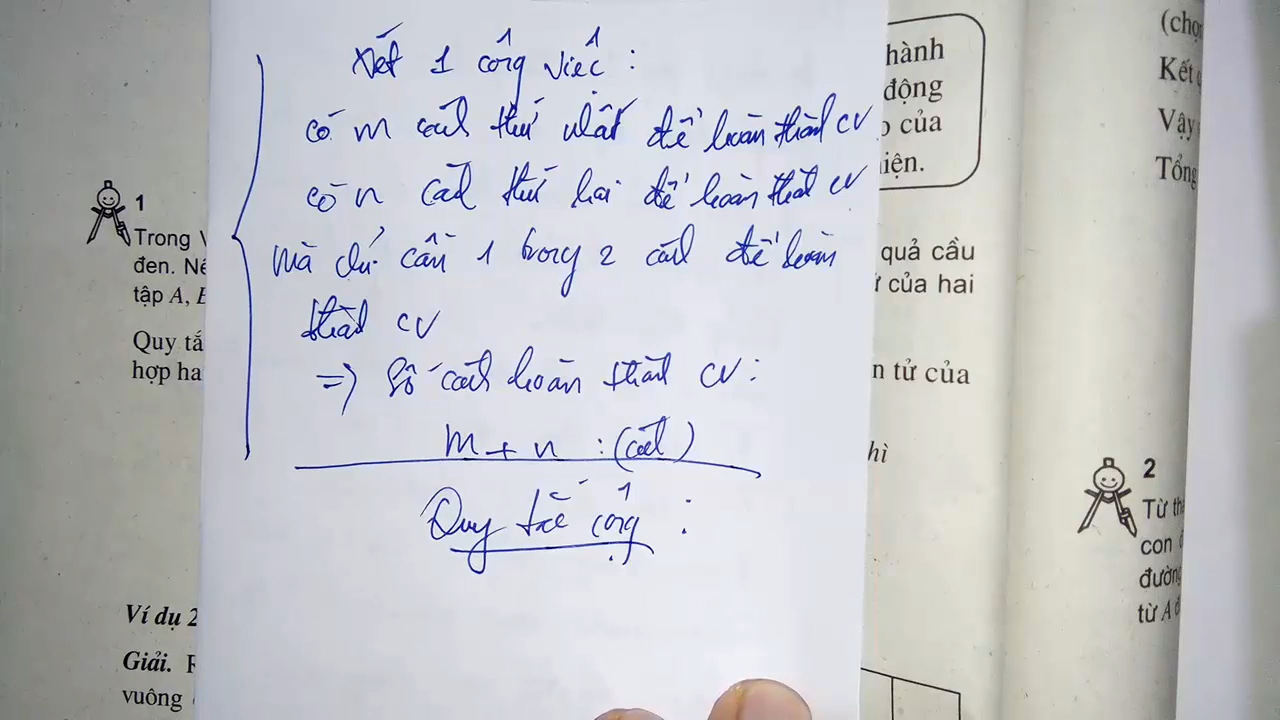 Xét 1 công việc :
có m cách thứ nhất để hoàn thành CV
có n cách thứ hai để hoàn thành CV
mà chỉ cần 1 trong 2 cách để hoàn
thành CV
=> Số cách hoàn thành CV :
m + n : (cách)
Quy tắc cộng :
1
Trong
đen. Nế
tập A, B
Quy tắ
hợp ha
Ví dụ 2
Giải.
vuông
hành
động
của
iện.
quả cầu
của hai
n tử của
hì
(chọ
Kết
Vậy
Tổng
2
Từ th
con
đường
từ A đ